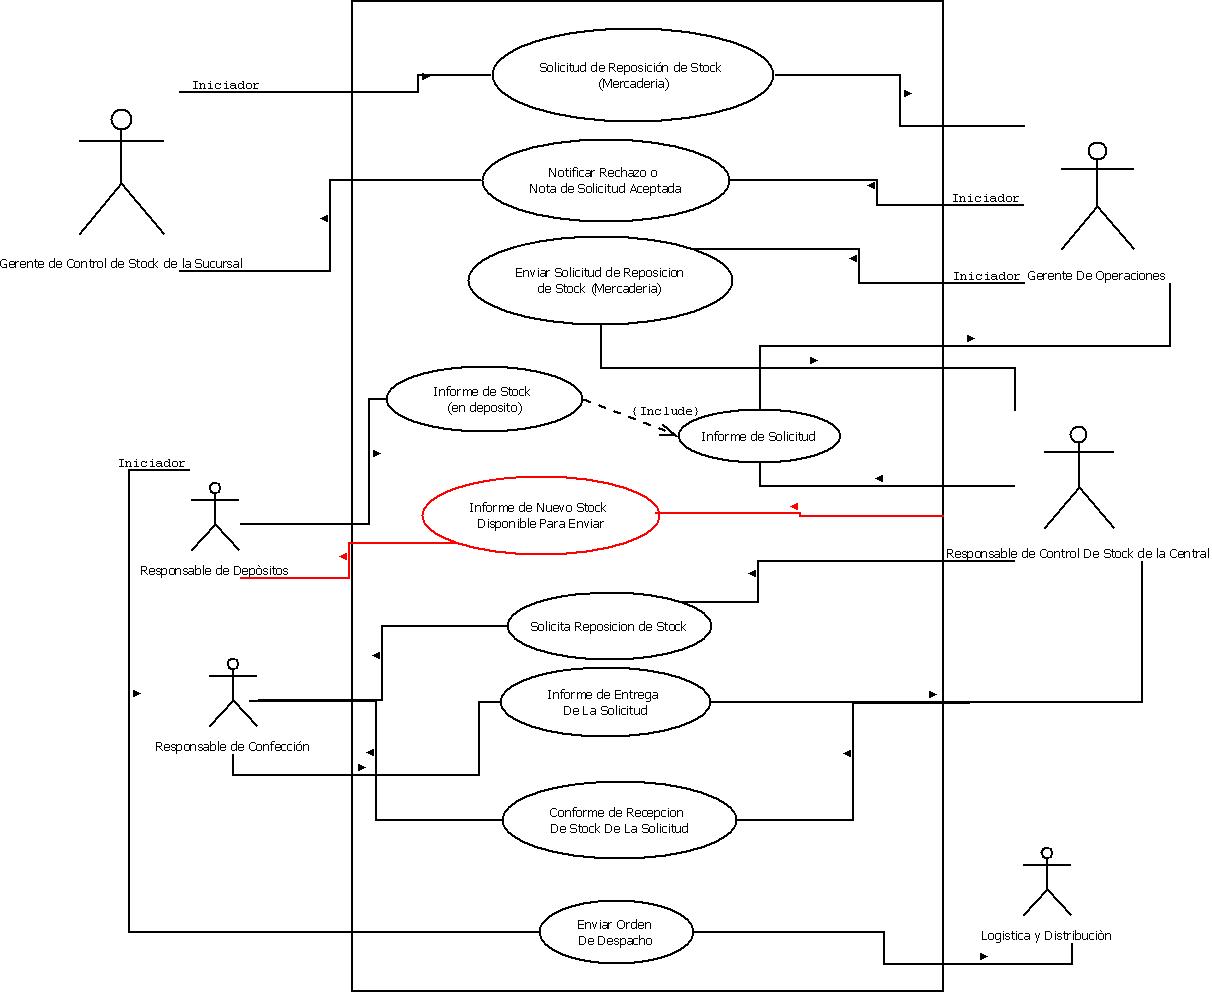 Solicitud de Reposición de Stock
(Mercaderia)
Iniciador
Notificar Rechazo o
Nota de Solicitud Aceptada
Iniciador
Gerente de Control de Stock de la Sucursal
Enviar Solicitud de Reposicion
de Stock (Mercaderia)
Iniciador
Gerente De Operaciones
Informe de Stock
(en deposito)
{Include}
Informe de Solicitud
Iniciador
Informe de Nuevo Stock
Disponible Para Enviar
Responsable de Control De Stock de la Central
Responsable de Depòsitos
Solicita Reposicion de Stock
Informe de Entrega
De La Solicitud
Responsable de Confección
Conforme de Recepcion
De Stock De La Solicitud
Enviar Orden
De Despacho
Logistica y Distribuciòn